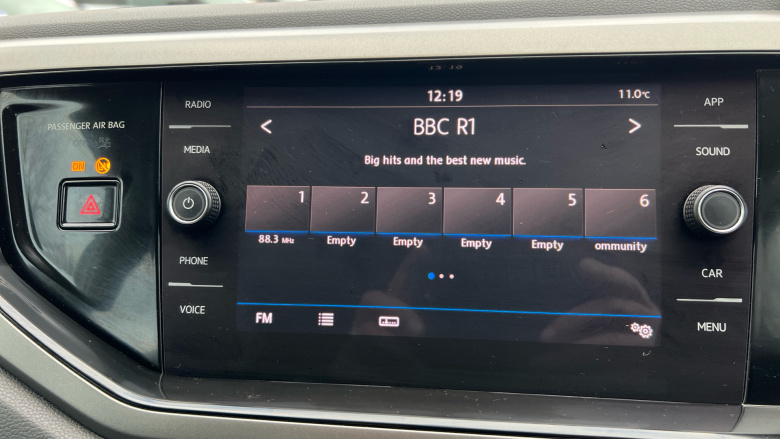 12:19
11.0°C
RADIO
MEDIA
PHONE
VOICE
PASSENGER AIR BAG
ON
BBC R1
Big hits and the best new music.
1 2 3 4 5 6
88.3 MHz Empty Empty Empty Empty ommunity
FM
APP
SOUND
CAR
MENU